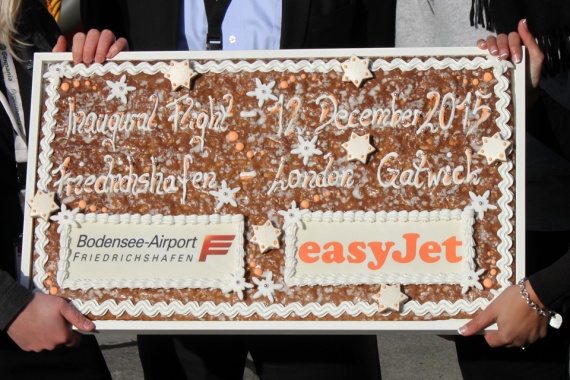 Inaugural Flight - 12 December 2015
Friedrichshafen - London Gatwick
Bodensee-Airport
FRIEDRICHSHAFEN
easyJet